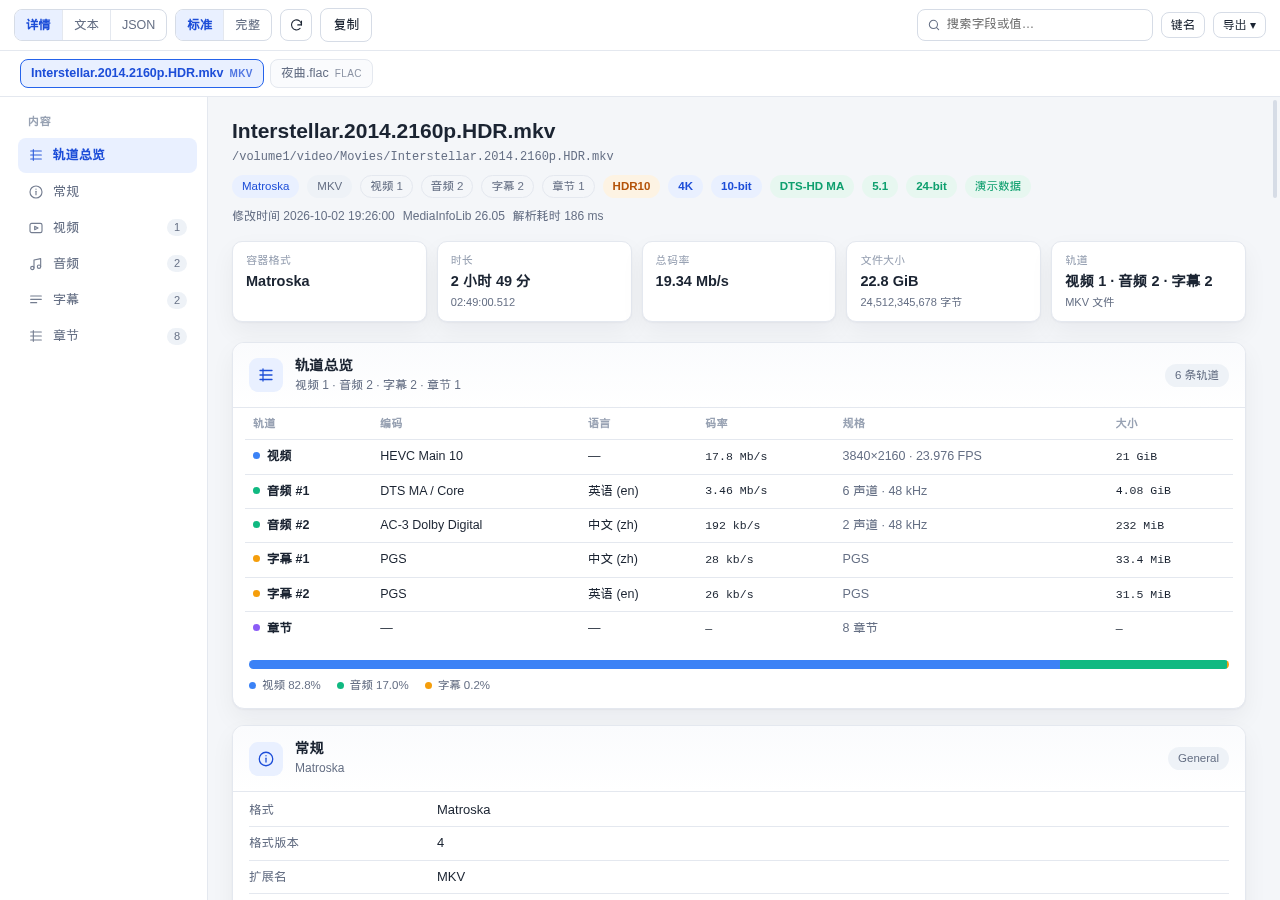 详情 文本 JSON 标准 完整 复制 搜索字段或值… 键名 导出 ▾
Interstellar.2014.2160p.HDR.mkv MKV 夜曲.flac FLAC
内容
轨道总览
常规
视频 1
音频 2
字幕 2
章节 8
Interstellar.2014.2160p.HDR.mkv
/volume1/video/Movies/Interstellar.2014.2160p.HDR.mkv
Matroska MKV 视频 1 音频 2 字幕 2 章节 1 HDR10 4K 10-bit DTS-HD MA 5.1 24-bit 演示数据
修改时间 2026-10-02 19:26:00 MediaInfoLib 26.05 解析耗时 186 ms
容器格式
Matroska
时长
2 小时 49 分
02:49:00.512
总码率
19.34 Mb/s
文件大小
22.8 GiB
24,512,345,678 字节
轨道
视频 1 · 音频 2 · 字幕 2
MKV 文件
轨道总览
视频 1 · 音频 2 · 字幕 2 · 章节 1
6 条轨道
轨道 编码 语言 码率 规格 大小
视频 HEVC Main 10 — 17.8 Mb/s 3840×2160 · 23.976 FPS 21 GiB
音频 #1 DTS MA / Core 英语 (en) 3.46 Mb/s 6 声道 · 48 kHz 4.08 GiB
音频 #2 AC-3 Dolby Digital 中文 (zh) 192 kb/s 2 声道 · 48 kHz 232 MiB
字幕 #1 PGS 中文 (zh) 28 kb/s PGS 33.4 MiB
字幕 #2 PGS 英语 (en) 26 kb/s PGS 31.5 MiB
章节 — — — 8 章节 —
视频 82.8% 音频 17.0% 字幕 0.2%
常规
Matroska
General
格式 Matroska
格式版本 4
扩展名 MKV